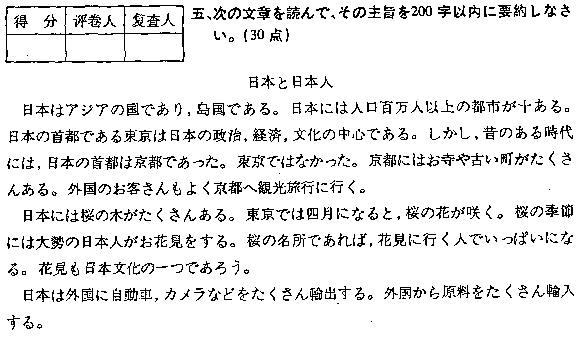 得 分 评卷人 复查人
五、次の文章を読んで、その主旨を200字以内に要約しなさ
い。(30点)
日本と日本人
日本はアジアの国であり,島国である。日本には人口百万人以上の都市が十ある。
日本の首都である東京は日本の政治,経済,文化の中心である。しかし,昔のある時代
には,日本の首都は京都であった。東京ではなかった。京都にはお寺や古い町がたくさ
んある。外国のお客さんもよく京都へ観光旅行に行く。
日本には桜の木がたくさんある。東京では四月になると,桜の花が咲く。桜の季節
には大勢の日本人がお花見をする。桜の名所であれば,花見に行く人でいっぱいにな
る。花見も日本文化の一つであろう。
日本は外国に自動車,カメラなどをたくさん輸出する。外国から原料をたくさん輸入
する。